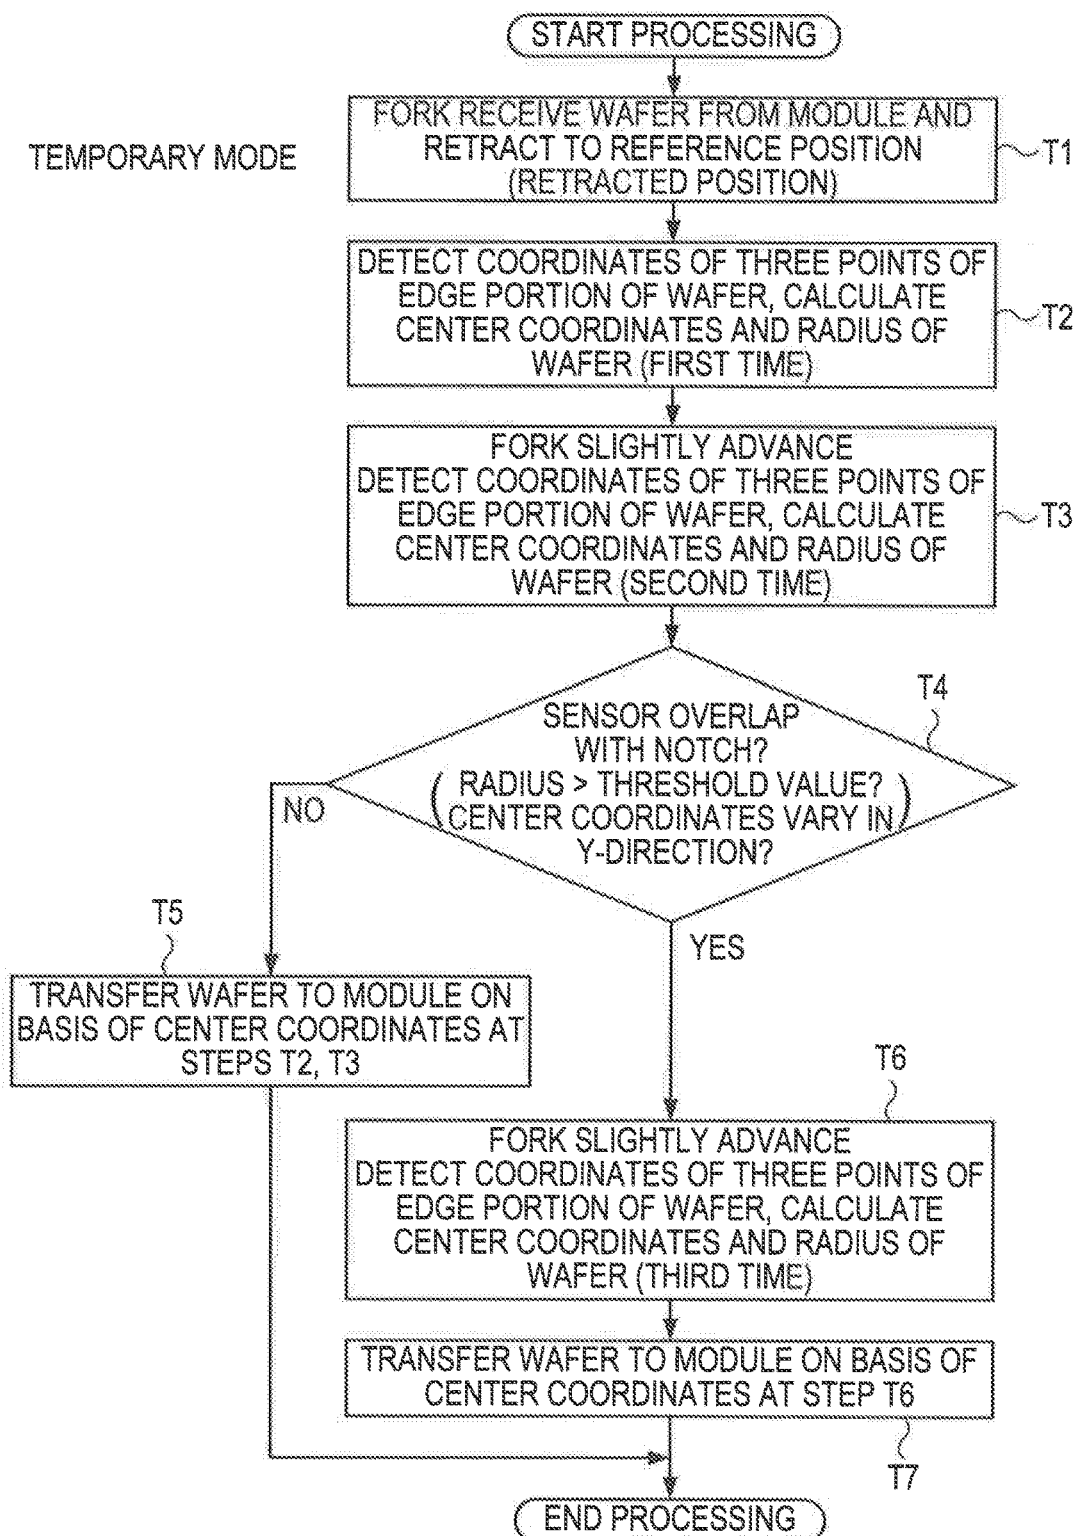 START PROCESSING
TEMPORARY MODE
FORK RECEIVE WAFER FROM MODULE AND
RETRACT TO REFERENCE POSITION
(RETRACTED POSITION)
T1
DETECT COORDINATES OF THREE POINTS OF
EDGE PORTION OF WAFER, CALCULATE
CENTER COORDINATES AND RADIUS OF
WAFER (FIRST TIME)
T2
FORK SLIGHTLY ADVANCE
DETECT COORDINATES OF THREE POINTS OF
EDGE PORTION OF WAFER, CALCULATE
CENTER COORDINATES AND RADIUS OF
WAFER (SECOND TIME)
T3
T4
SENSOR OVERLAP
WITH NOTCH?
( RADIUS > THRESHOLD VALUE?
CENTER COORDINATES VARY IN )
Y-DIRECTION?
NO
YES
T5
TRANSFER WAFER TO MODULE ON
BASIS OF CENTER COORDINATES AT
STEPS T2, T3
T6
FORK SLIGHTLY ADVANCE
DETECT COORDINATES OF THREE POINTS OF
EDGE PORTION OF WAFER, CALCULATE
CENTER COORDINATES AND RADIUS OF
WAFER (THIRD TIME)
TRANSFER WAFER TO MODULE ON BASIS OF
CENTER COORDINATES AT STEP T6
T7
END PROCESSING